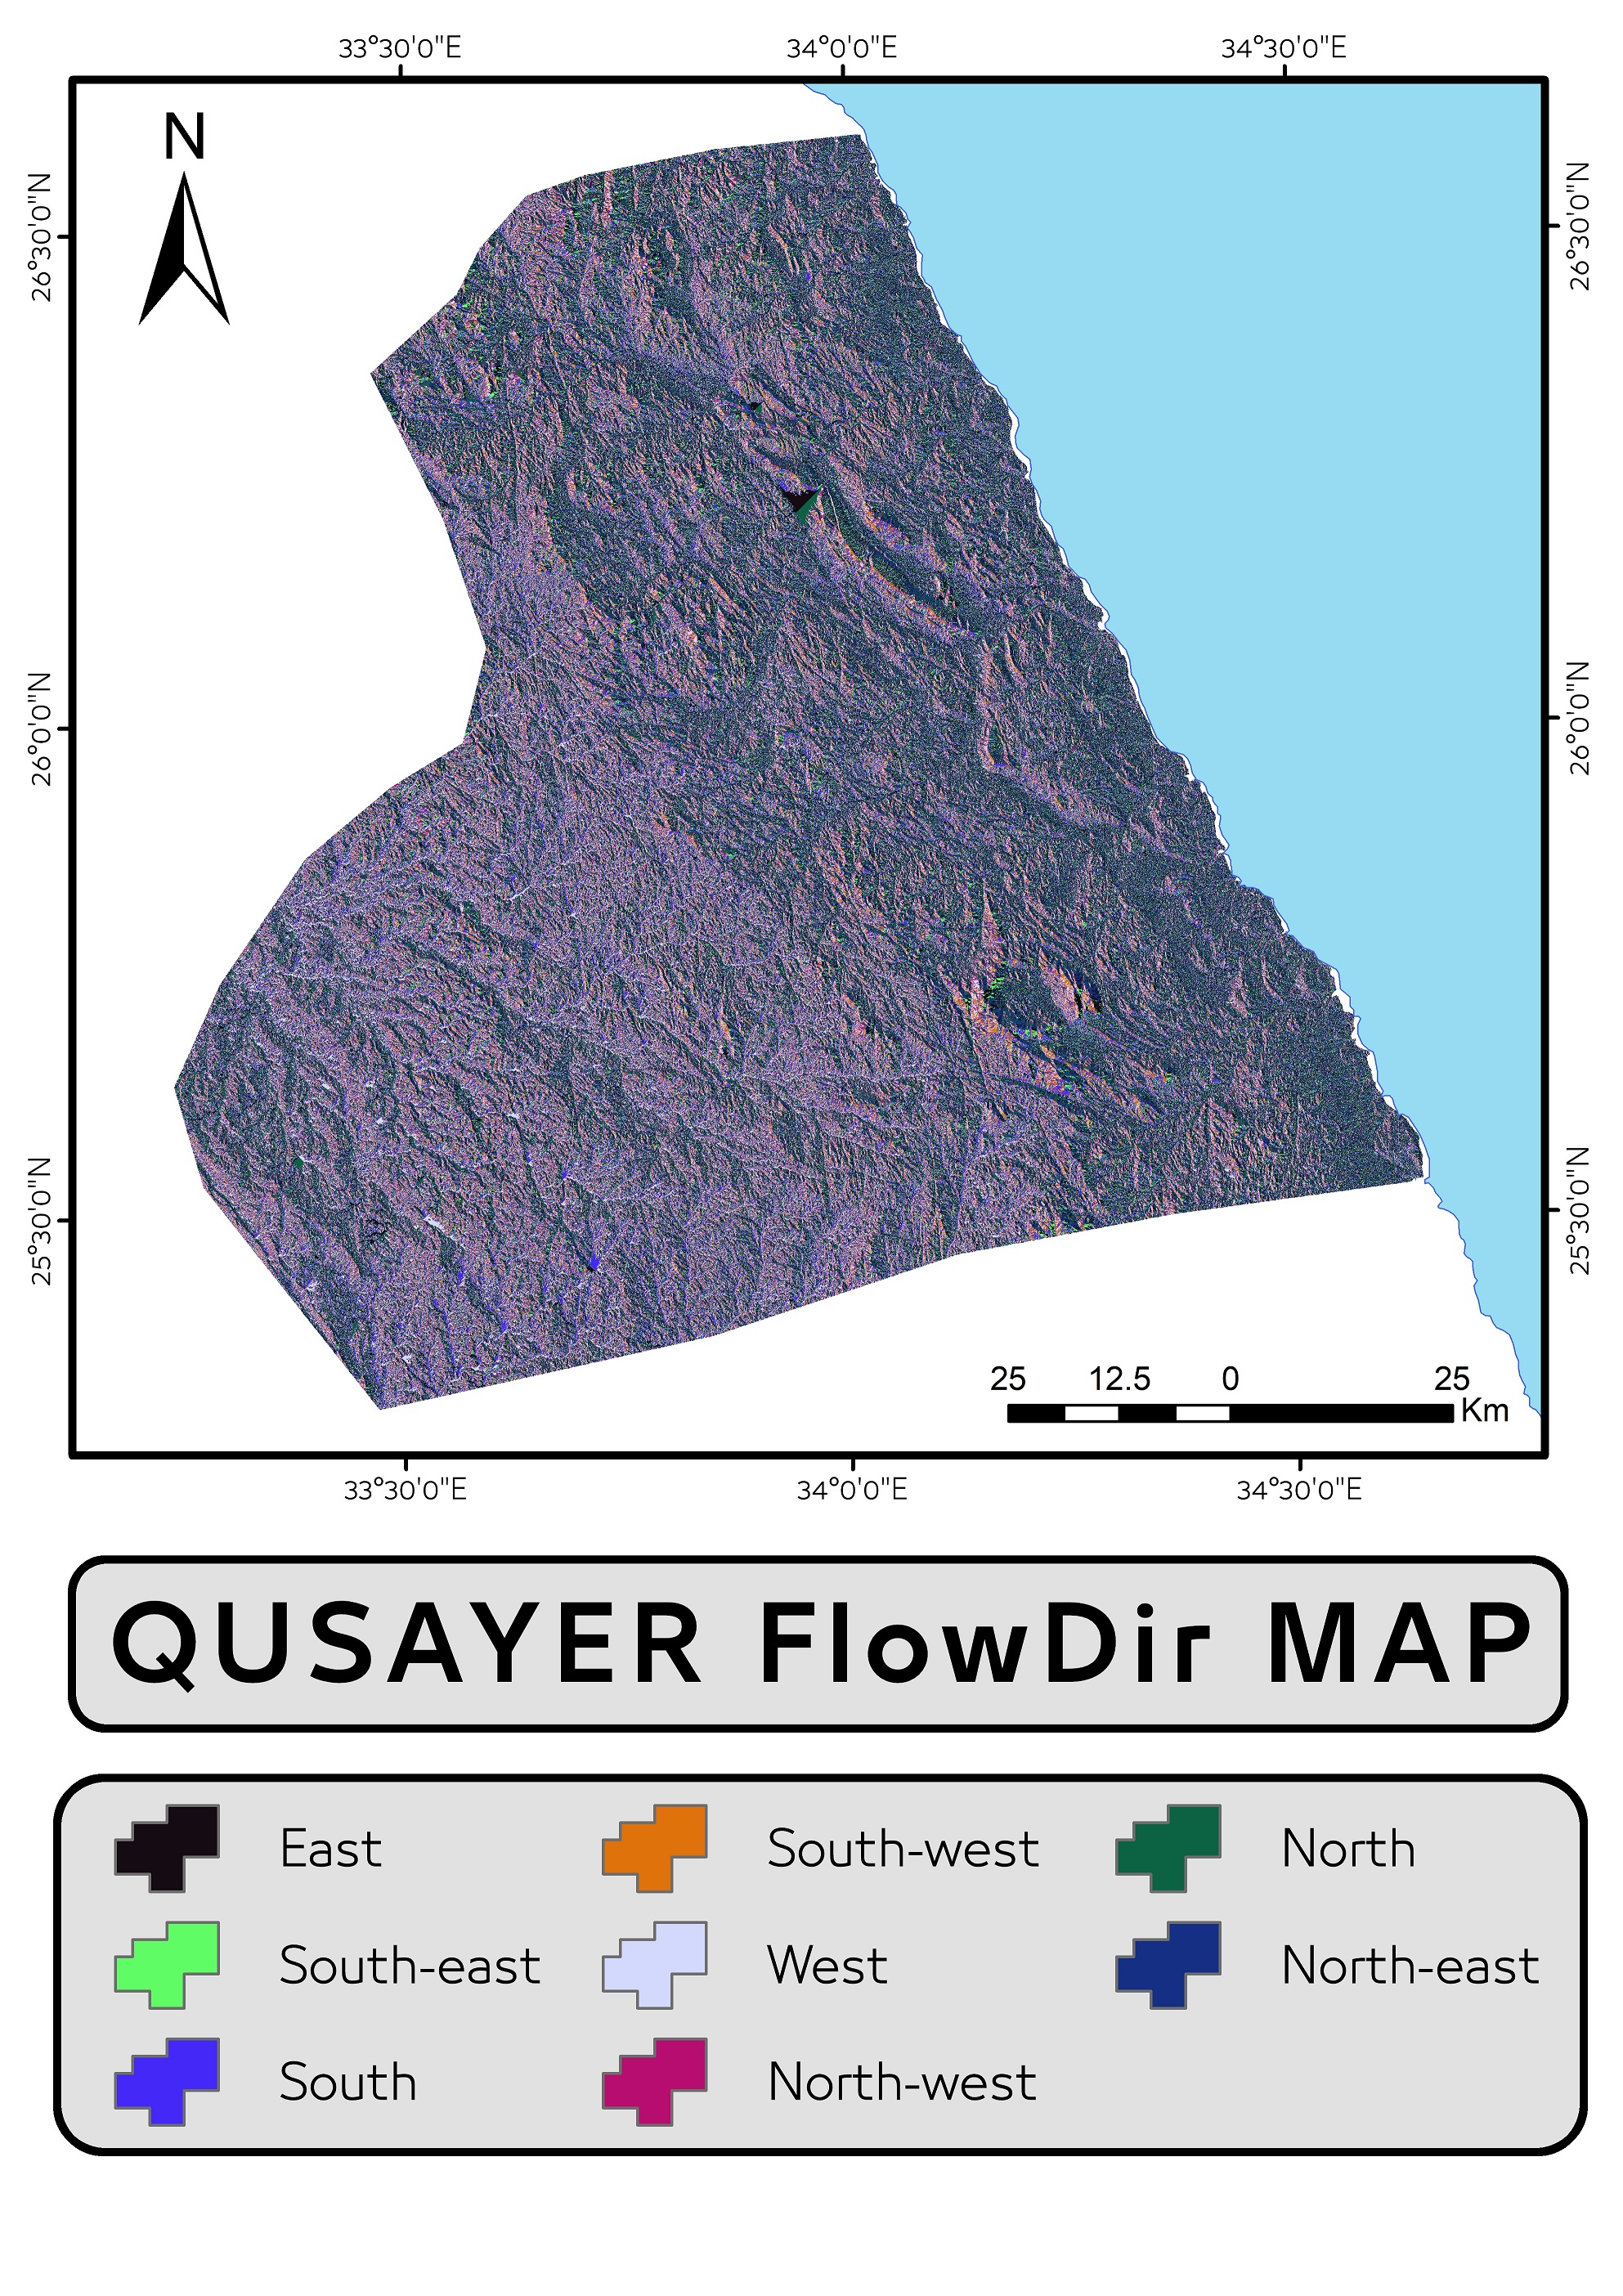 33°30'0"E 34°0'0"E 34°30'0"E
N
26°30'0"N 26°30'0"N
26°0'0"N 26°0'0"N
25°30'0"N 25°30'0"N
25 12.5 0 25
Km
33°30'0"E 34°0'0"E 34°30'0"E
QUSAYER FlowDir MAP
East South-west North
South-east West North-east
South North-west